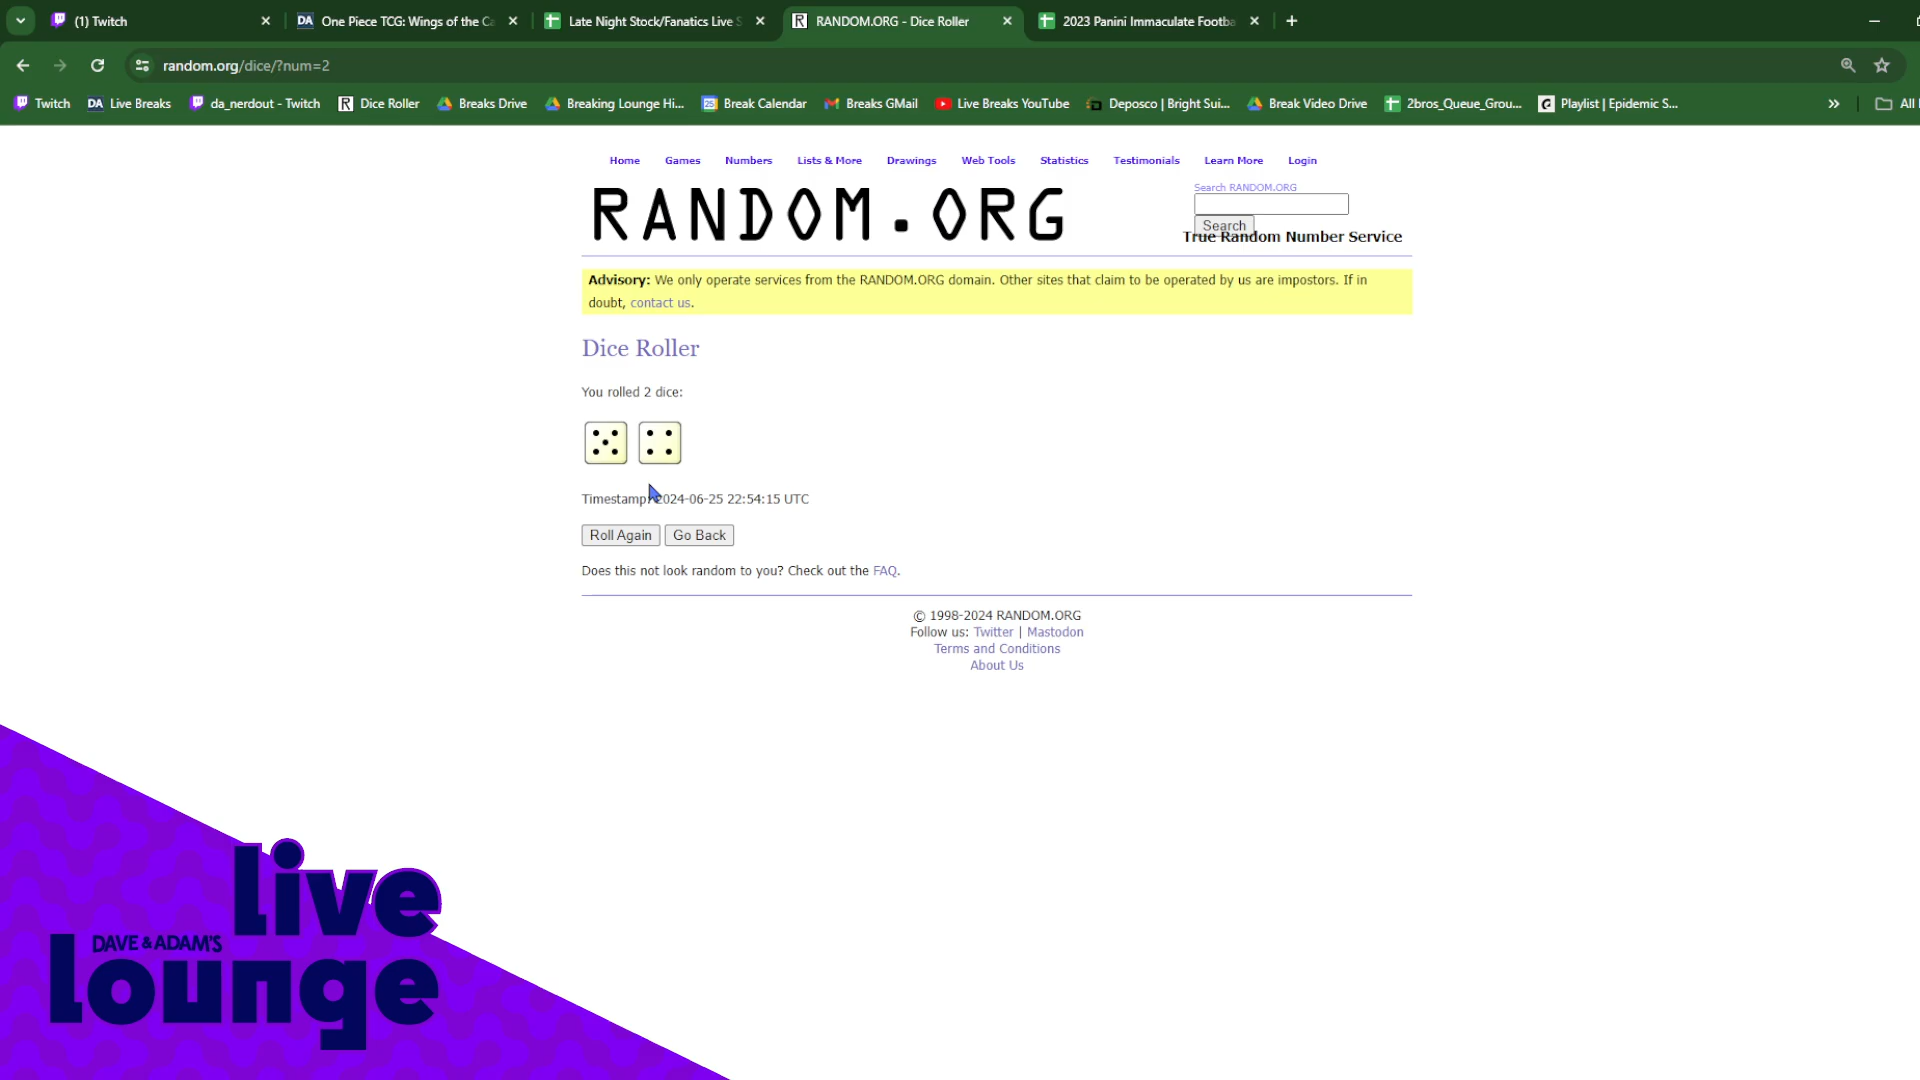 (1) Twitch
One Piece TCG: Wings of the Ca
Late Night Stock/Fanatics Live S
RANDOM.ORG - Dice Roller
2023 Panini Immaculate Footba
random.org/dice/?num=2
Twitch
Live Breaks
da_nerdout - Twitch
Dice Roller
Breaks Drive
Breaking Lounge Hi...
Break Calendar
Breaks GMail
Live Breaks YouTube
Deposco | Bright Sui...
Break Video Drive
2bros_Queue_Grou...
Playlist | Epidemic S...
All
Home Games Numbers Lists & More Drawings Web Tools Statistics Testimonials Learn More Login
RANDOM.ORG
Search RANDOM.ORG
Search
True Random Number Service
Advisory: We only operate services from the RANDOM.ORG domain. Other sites that claim to be operated by us are impostors. If in
doubt, contact us.
Dice Roller
You rolled 2 dice:
Timestamp: 2024-06-25 22:54:15 UTC
Roll Again Go Back
Does this not look random to you? Check out the FAQ.
© 1998-2024 RANDOM.ORG
Follow us: Twitter | Mastodon
Terms and Conditions
About Us
live
DAVE & ADAM'S
lounge